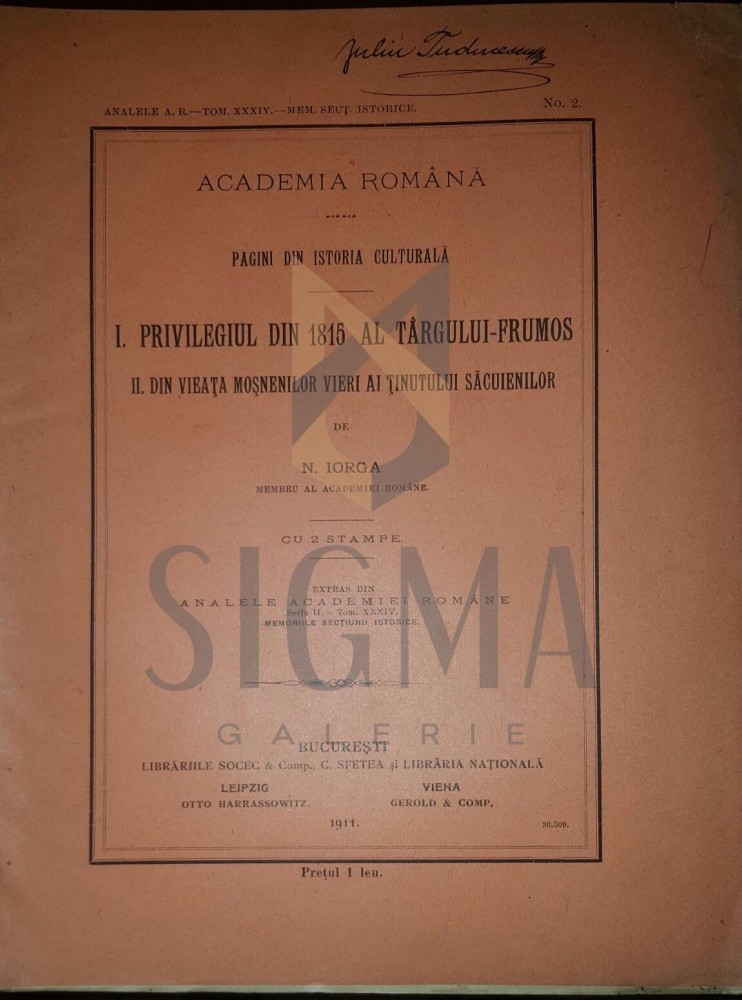 Juliu Tuducescu
ANALELE A. R.—TOM. XXXIV.—MEM. SECŢ. ISTORICE.
No. 2.
ACADEMIA ROMÂNĂ
PAGINI DIN ISTORIA CULTURALĂ
I. PRIVILEGIUL DIN 1815 AL TÂRGULUI-FRUMOS
II. DIN VIEAŢA MOŞNENILOR VIERI AI ŢINUTULUI SĂCUIENILOR
DE
N. IORGA
MEMBRU AL ACADEMIEI ROMÂNE.
CU 2 STAMPE.
EXTRAS DIN
ANALELE ACADEMIEI ROMÂNE
Seria II. – Tom. XXXIV.
MEMORIILE SECŢIUNII ISTORICE.
SIGMA
GALERIE
BUCUREŞTI
LIBRĂRIILE SOCEC & Comp., C. SFETEA şi LIBRĂRIA NAŢIONALĂ
LEIPZIG VIENA
OTTO HARRASSOWITZ. GEROLD & COMP.
1911. 30.509.
Preţul 1 leu.